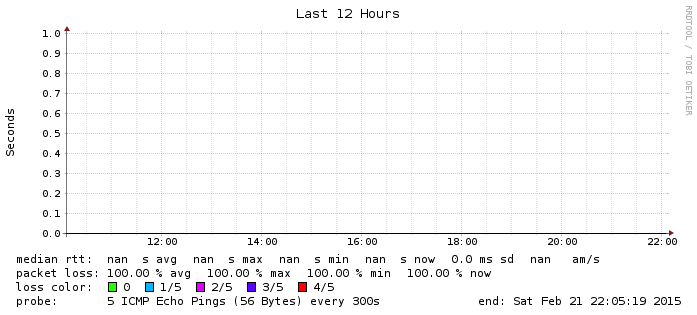 Last 12 Hours
RRDTOOL / TOBI OETIKER
Seconds
1.0
0.9
0.8
0.7
0.6
0.5
0.4
0.3
0.2
0.1
0.0
12:00 14:00 16:00 18:00 20:00 22:00
median rtt: nan s avg nan s max nan s min nan s now 0.0 ms sd nan am/s
packet loss: 100.00 % avg 100.00 % max 100.00 % min 100.00 % now
loss color: 0 1/5 2/5 3/5 4/5
probe: 5 ICMP Echo Pings (56 Bytes) every 300s end: Sat Feb 21 22:05:19 2015